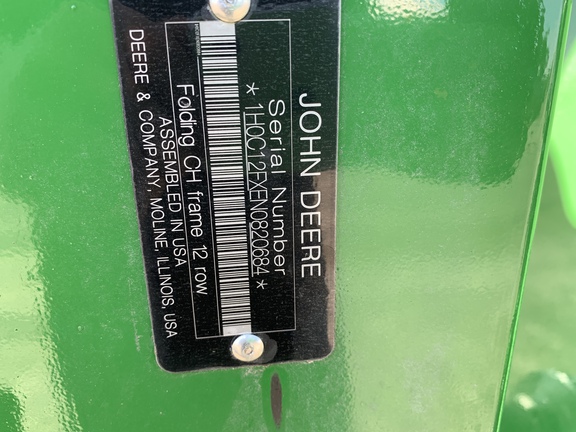 JOHN DEERE
Serial Number
* 1H0C12FXEN0820684 *
Folding CH frame 12 row
ASSEMBLED IN USA
DEERE & COMPANY, MOLINE, ILLINOIS, USA